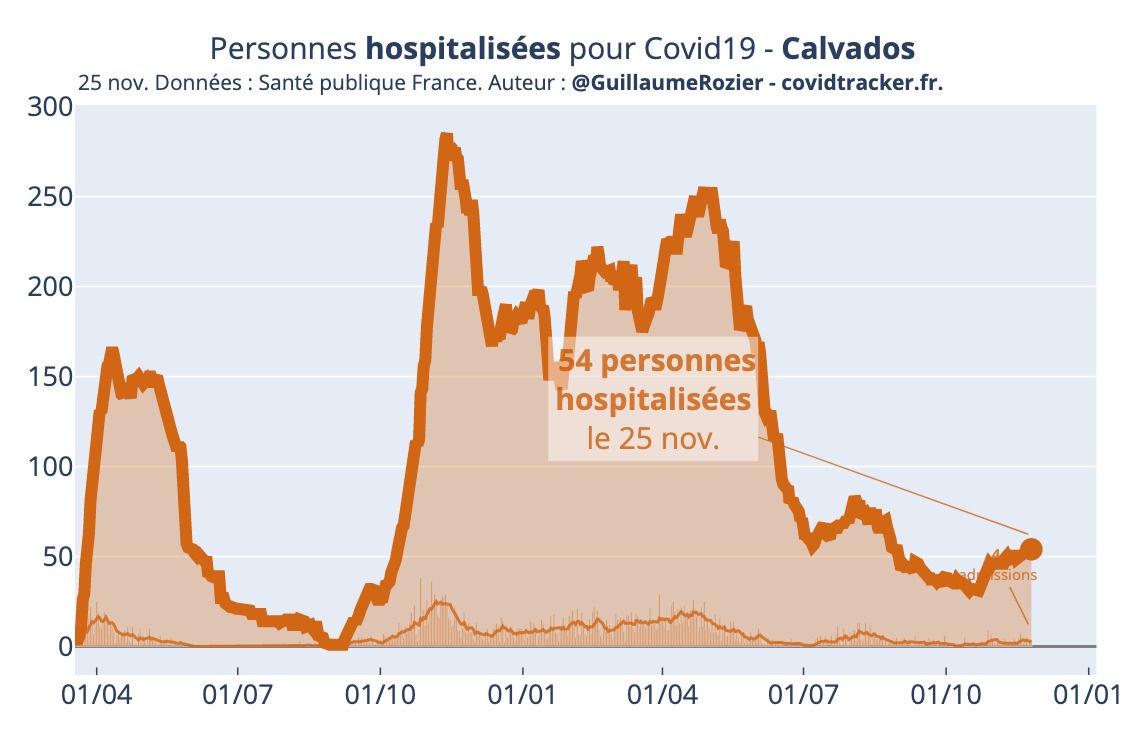 Personnes hospitalisées pour Covid19 - Calvados
25 nov. Données : Santé publique France. Auteur : @GuillaumeRozier - covidtracker.fr.
300
250
200
150
100
50
0
54 personnes
hospitalisées
le 25 nov.
admissions
01/04
01/07
01/10
01/01
01/04
01/07
01/10
01/01